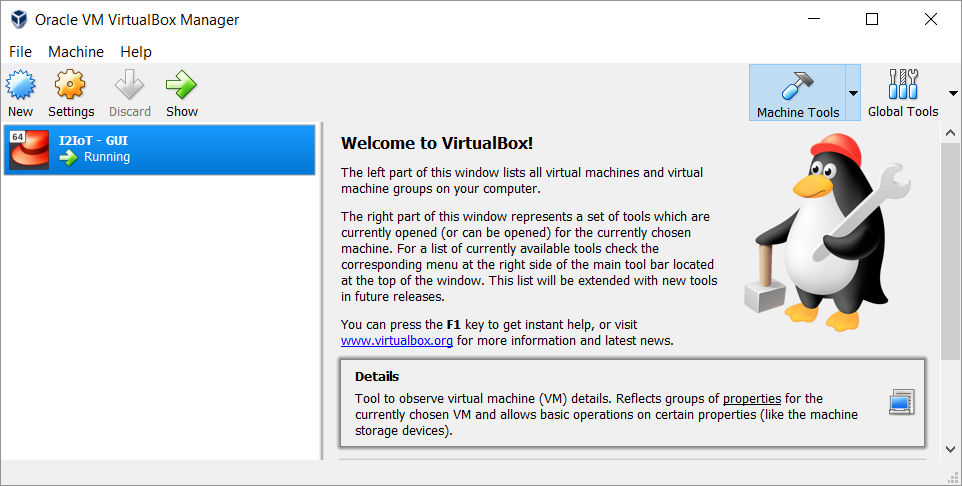 Oracle VM VirtualBox Manager
File Machine Help
New Settings Discard Show
Machine Tools Global Tools
64
I2IoT - GUI
Running
Welcome to VirtualBox!
The left part of this window lists all virtual machines and virtual
machine groups on your computer.
The right part of this window represents a set of tools which are
currently opened (or can be opened) for the currently chosen
machine. For a list of currently available tools check the
corresponding menu at the right side of the main tool bar located
at the top of the window. This list will be extended with new tools
in future releases.
You can press the F1 key to get instant help, or visit
www.virtualbox.org for more information and latest news.
Details
Tool to observe virtual machine (VM) details. Reflects groups of properties for the
currently chosen VM and allows basic operations on certain properties (like the machine
storage devices).